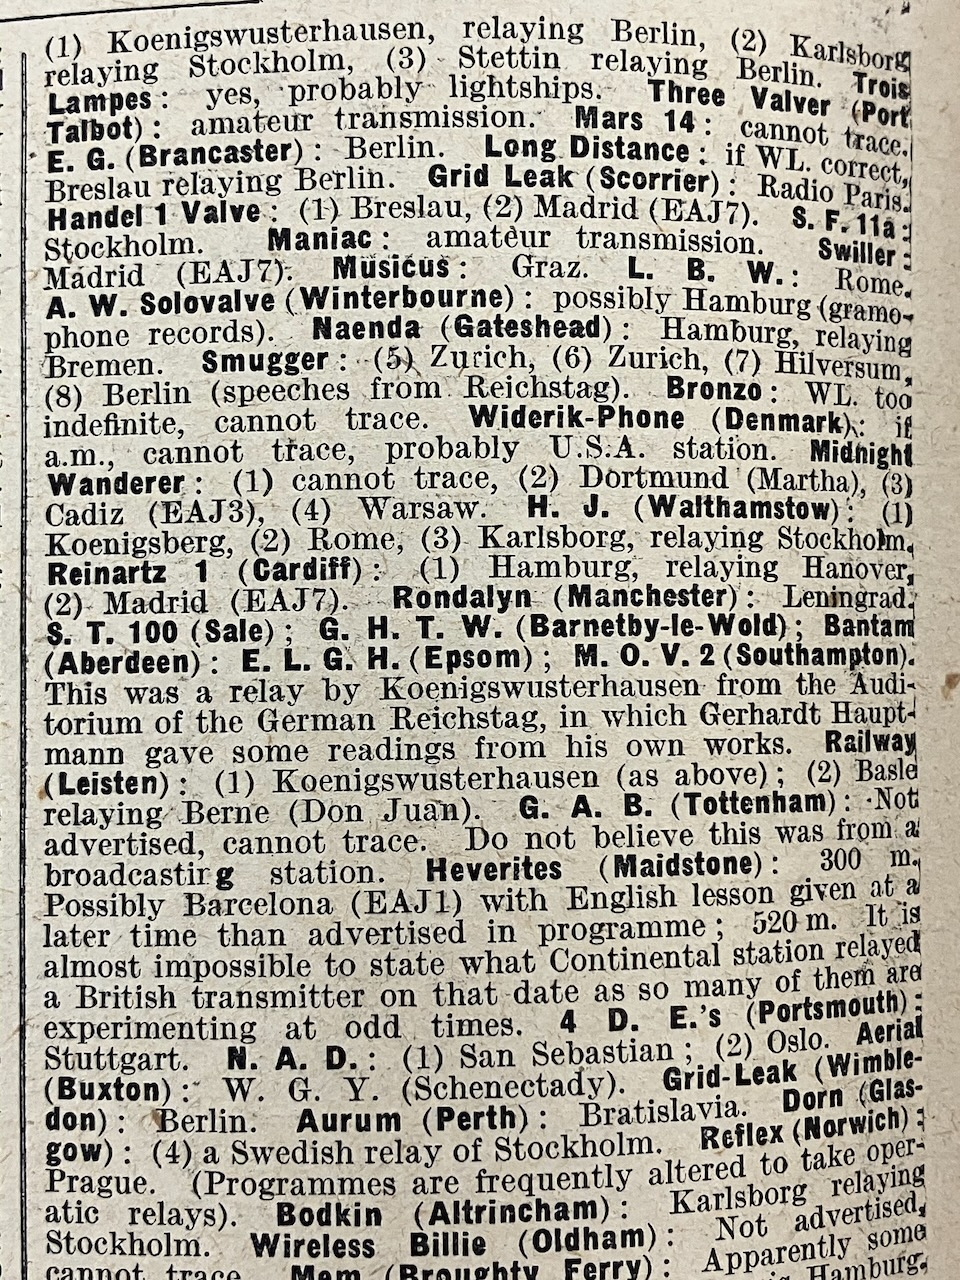 (1) Koenigswusterhausen, relaying Berlin, (2) Karlsborg
relaying Stockholm, (3) Stettin relaying Berlin. Trois
Lampes: yes, probably lightships. Three Valver (Port
Talbot): amateur transmission. Mars 14: cannot trace.
E. G. (Brancaster): Berlin. Long Distance: if WL. correct,
Breslau relaying Berlin. Grid Leak (Scorrier): Radio Paris.
Handel 1 Valve: (1) Breslau, (2) Madrid (EAJ7). S. F. 11a:
Stockholm. Maniac: amateur transmission. Swiller:
Madrid (EAJ7). Musicus: Graz. L. B. W.: Rome.
A. W. Solovalve (Winterbourne): possibly Hamburg (gramo-
phone records). Naenda (Gateshead): Hamburg, relaying
Bremen. Smugger: (5) Zurich, (6) Zurich, (7) Hilversum,
(8) Berlin (speeches from Reichstag). Bronzo: WL. too
indefinite, cannot trace. Widerik-Phone (Denmark): if
a.m., cannot trace, probably U.S.A. station. Midnight
Wanderer: (1) cannot trace, (2) Dortmund (Martha), (3)
Cadiz (EAJ3), (4) Warsaw. H. J. (Walthamstow): (1)
Koenigsberg, (2) Rome, (3) Karlsborg, relaying Stockholm.
Reinartz 1 (Cardiff): (1) Hamburg, relaying Hanover,
(2) Madrid (EAJ7). Rondalyn (Manchester): Leningrad.
S. T. 100 (Sale); G. H. T. W. (Barnetby-le-Wold); Bantam
(Aberdeen): E. L. G. H. (Epsom); M. O. V. 2 (Southampton).
This was a relay by Koenigswusterhausen from the Audi-
torium of the German Reichstag, in which Gerhardt Haupt-
mann gave some readings from his own works. Railway
(Leisten): (1) Koenigswusterhausen (as above); (2) Basle
relaying Berne (Don Juan). G. A. B. (Tottenham): Not
advertised, cannot trace. Do not believe this was from a
broadcasting station. Heverites (Maidstone): 300 m.
Possibly Barcelona (EAJ1) with English lesson given at a
later time than advertised in programme; 520 m. It is
almost impossible to state what Continental station relayed
a British transmitter on that date as so many of them are
experimenting at odd times. 4 D. E.'s (Portsmouth):
Stuttgart. N. A. D.: (1) San Sebastian; (2) Oslo. Aerial
(Buxton): W. G. Y. (Schenectady). Grid-Leak (Wimble-
don): Berlin. Aurum (Perth): Bratislavia. Dorn (Glas-
gow): (4) a Swedish relay of Stockholm. Reflex (Norwich):
Prague. (Programmes are frequently altered to take oper-
atic relays). Bodkin (Altrincham): Karlsborg relaying
Stockholm. Wireless Billie (Oldham): Not advertised,
cannot trace. Mem (Broughty Ferry): Apparently some
Hamburg.